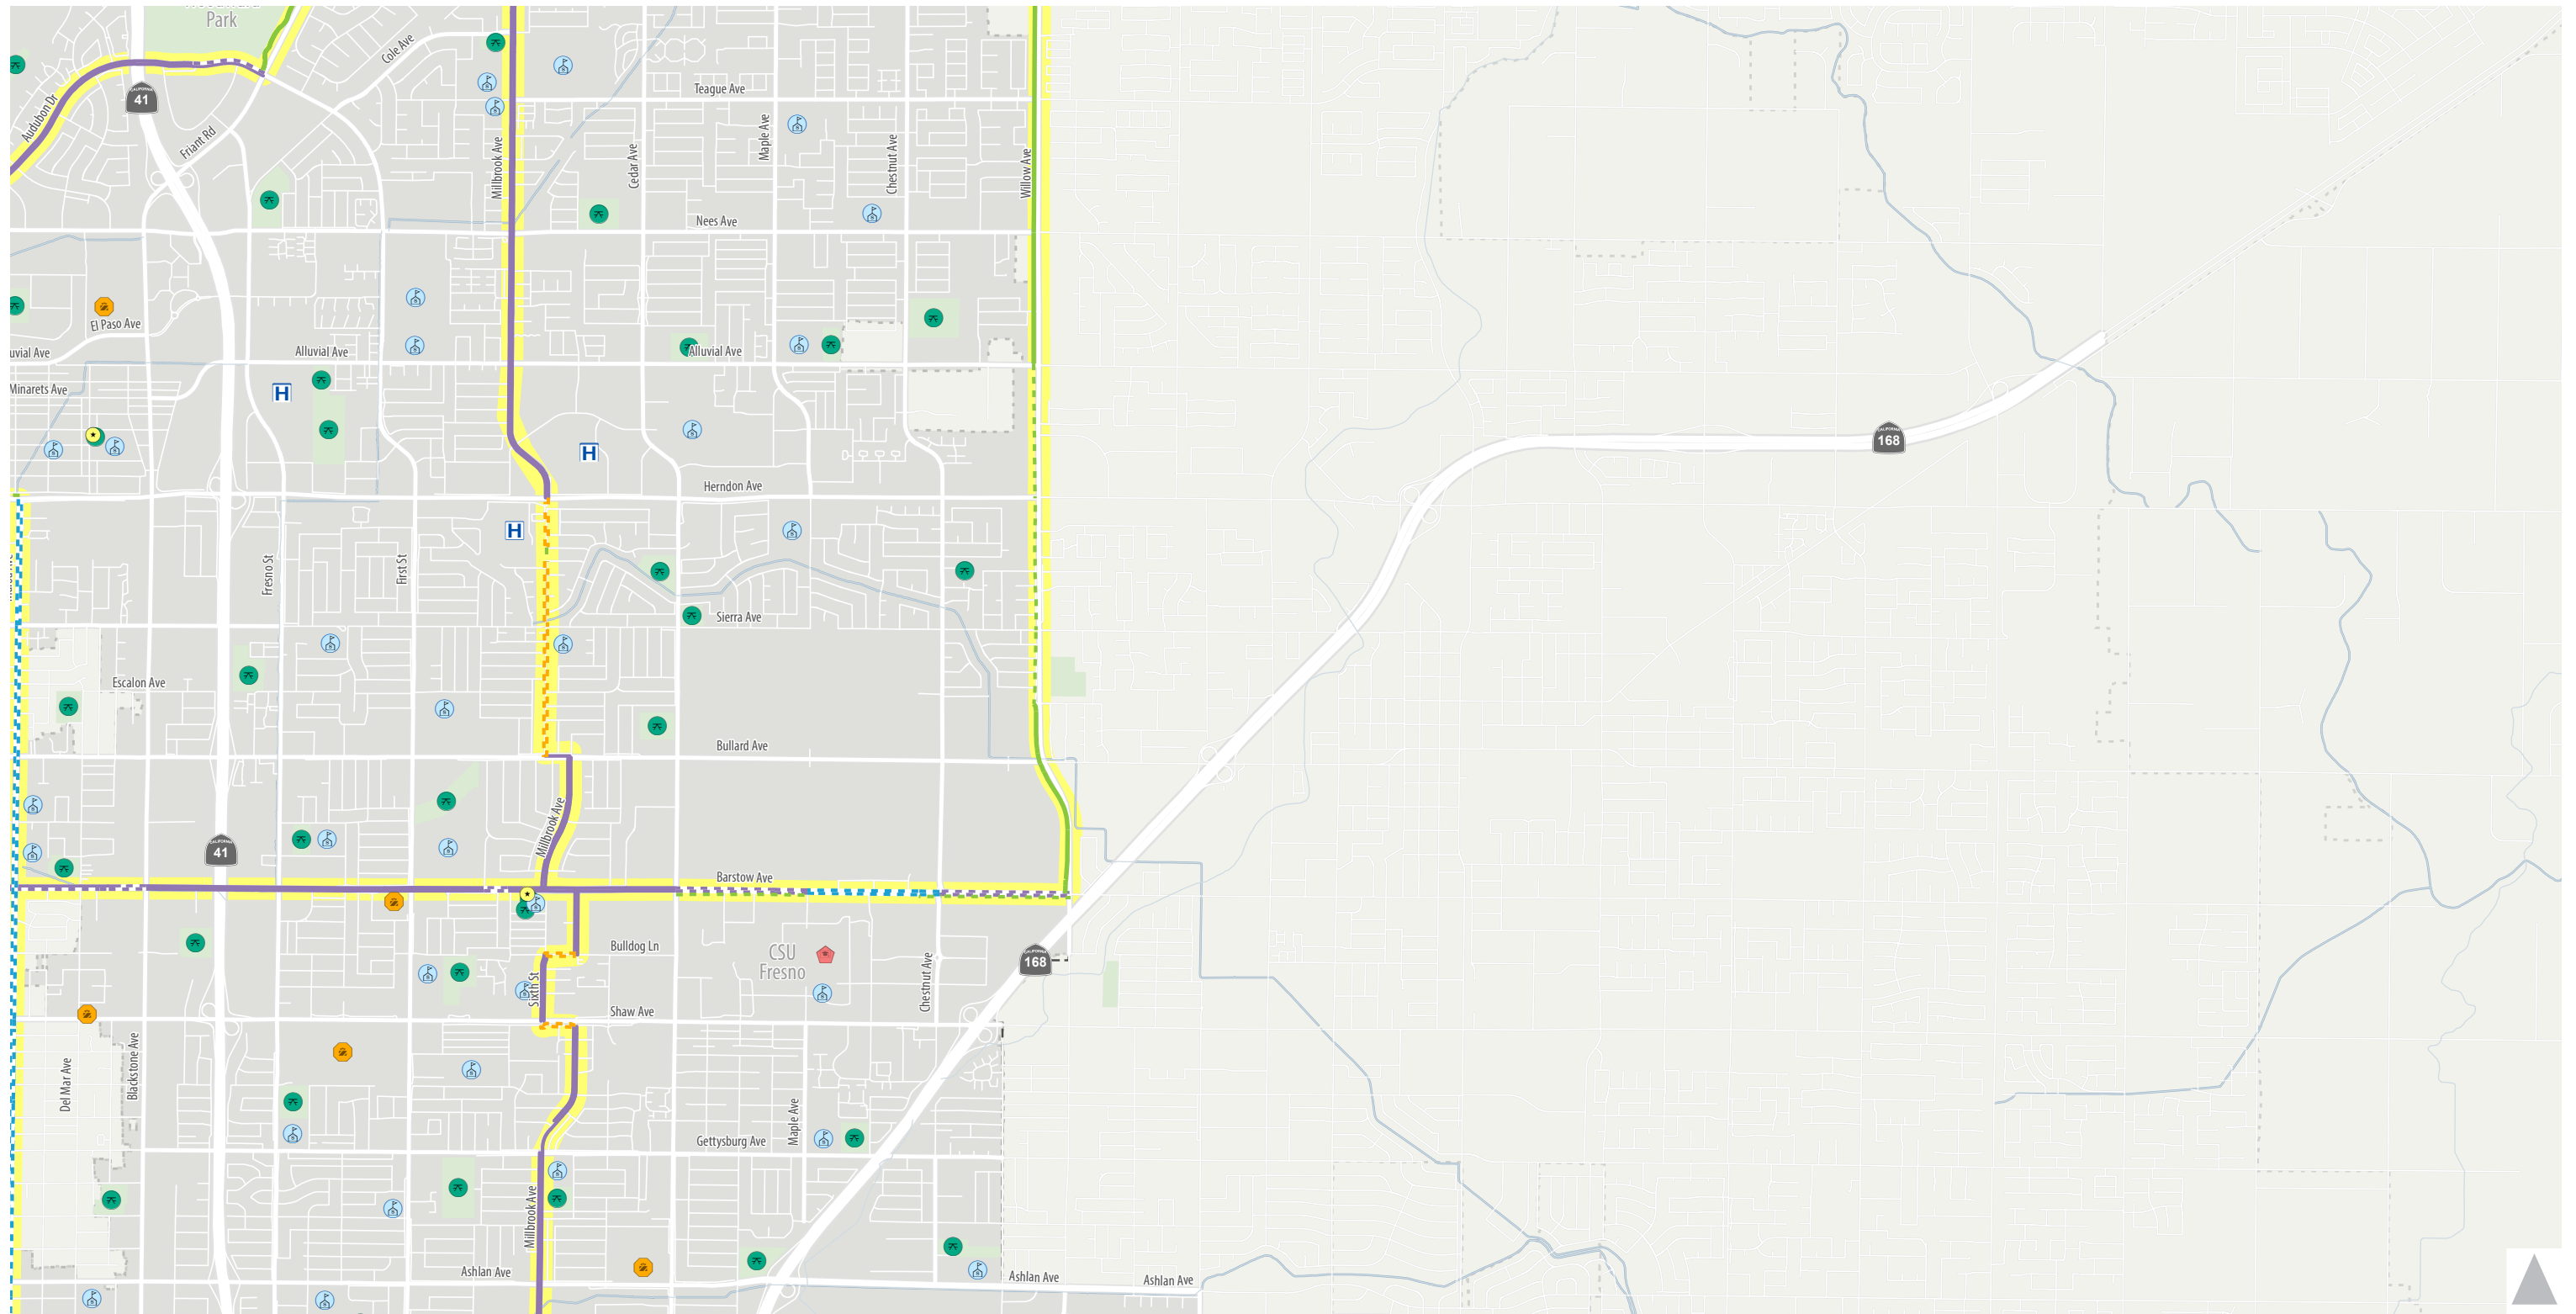 Park
Cole Ave
Teague Ave
CALIFORNIA
41
Audubon Dr
Friant Rd
Millbrook Ave
Cedar Ave
Maple Ave
Chestnut Ave
Willow Ave
Nees Ave
El Paso Ave
uvial Ave
Alluvial Ave
Alluvial Ave
Minarets Ave
H
H
CALIFORNIA
168
Herndon Ave
H
Fresno St
First St
Sierra Ave
Escalon Ave
Bullard Ave
Millbrook Ave
CALIFORNIA
41
Barstow Ave
Bulldog Ln
CSU
Fresno
Chestnut Ave
CALIFORNIA
168
Sixth St
Shaw Ave
Del Mar Ave
Blackstone Ave
Maple Ave
Gettysburg Ave
Millbrook Ave
Ashlan Ave
Ashlan Ave
Ashlan Ave